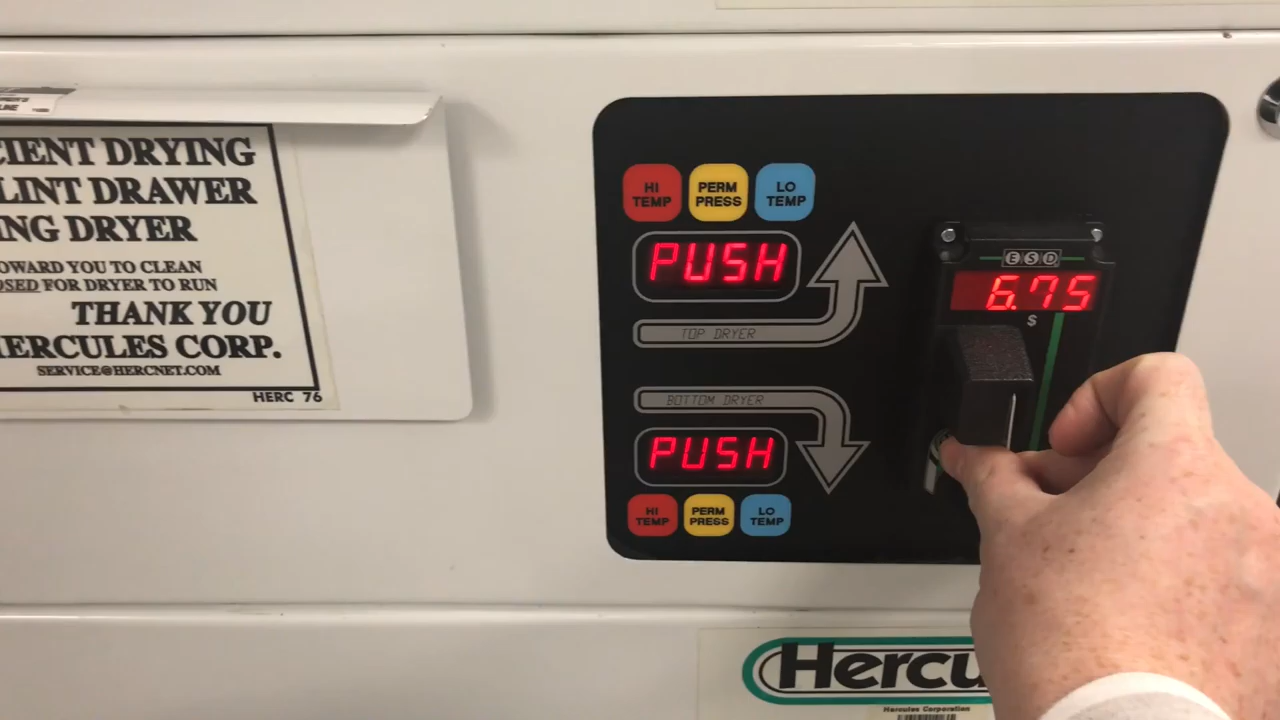 CIENT DRYING
LINT DRAWER
ING DRYER
OWARD YOU TO CLEAN
OSED FOR DRYER TO RUN
THANK YOU
HERCULES CORP.
SERVICE@HERCNET.COM
HERC 76
HI TEMP
PERM PRESS
LO TEMP
PUSH
TOP DRYER
BOTTOM DRYER
PUSH
HI TEMP
PERM PRESS
LO TEMP
ESD
6.75
$
Hercu
Hercules Corporation